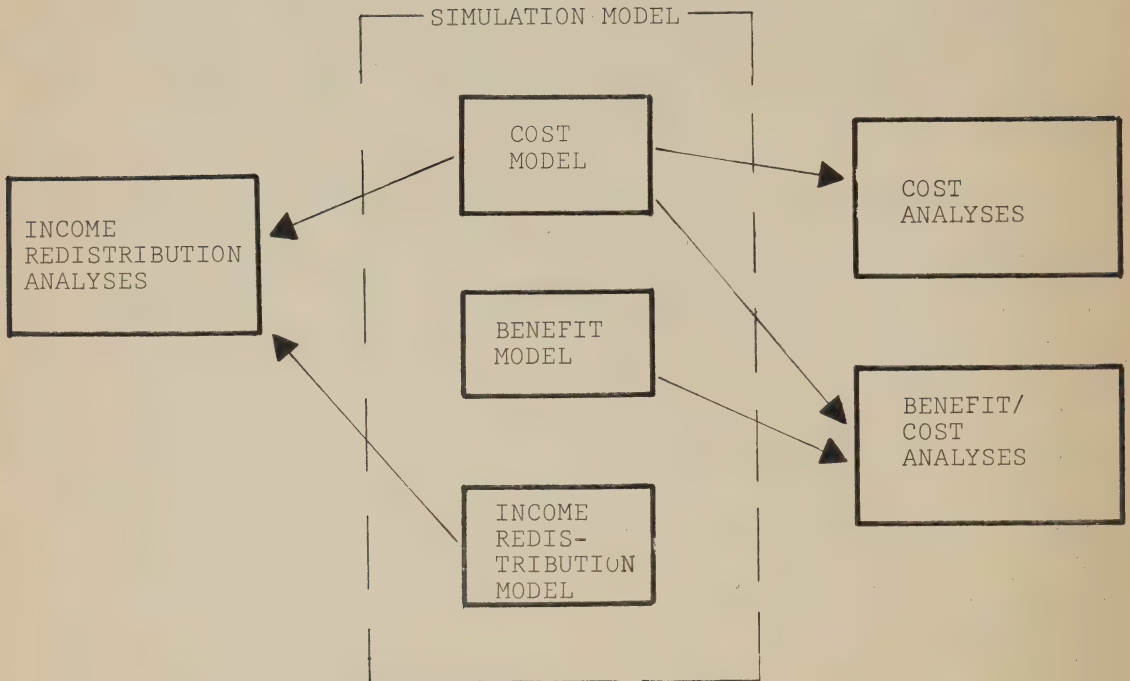 SIMULATION MODEL
COST
MODEL
COST
ANALYSES
INCOME
REDISTRIBUTION
ANALYSES
BENEFIT
MODEL
BENEFIT/
COST
ANALYSES
INCOME
REDIS-
TRIBUTION
MODEL